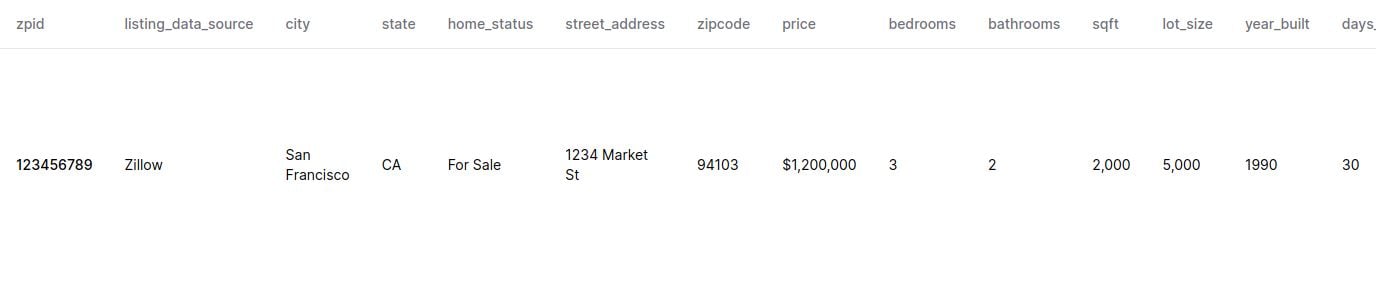 zpid listing_data_source city state home_status street_address zipcode price bedrooms bathrooms sqft lot_size year_built days_
123456789 Zillow San Francisco CA For Sale 1234 Market St 94103 $1,200,000 3 2 2,000 5,000 1990 30